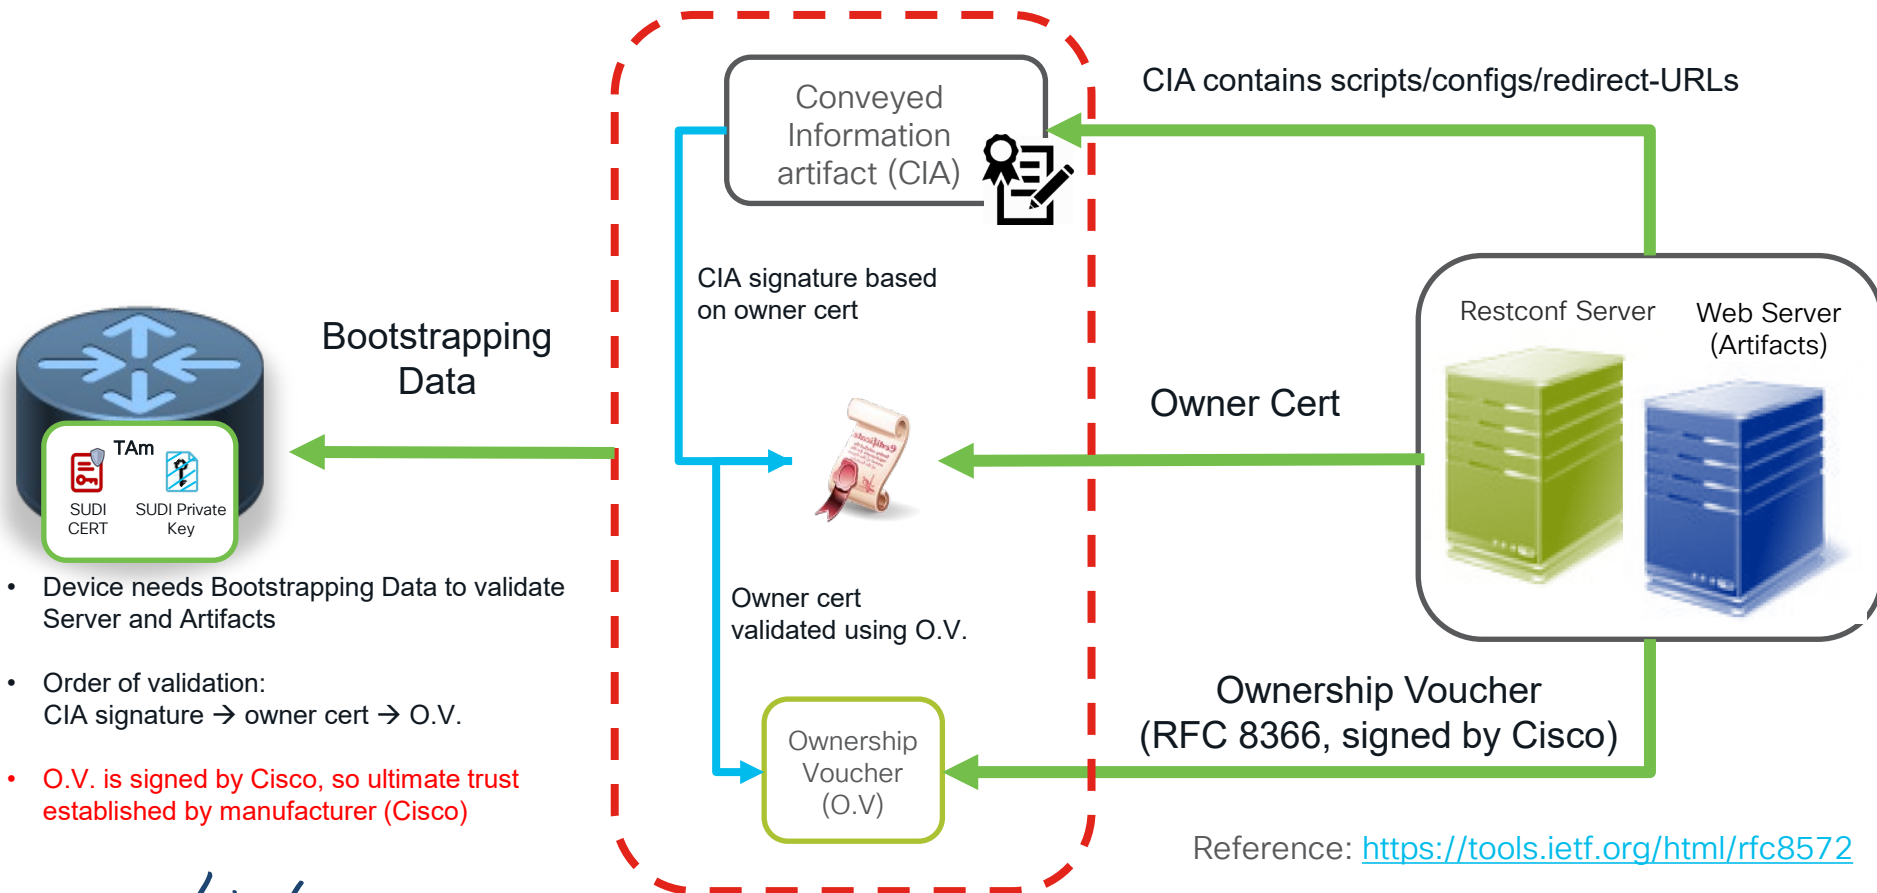 Conveyed
Information
artifact (CIA)
CIA contains scripts/configs/redirect-URLs
CIA signature based
on owner cert
Restconf Server
Web Server
(Artifacts)
Bootstrapping
Data
Owner Cert
TAm
SUDI
CERT
SUDI Private
Key
• Device needs Bootstrapping Data to validate
Server and Artifacts
• Order of validation:
CIA signature → owner cert → O.V.
• O.V. is signed by Cisco, so ultimate trust
established by manufacturer (Cisco)
Owner cert
validated using O.V.
Ownership
Voucher
(O.V)
Ownership Voucher
(RFC 8366, signed by Cisco)
Reference: https://tools.ietf.org/html/rfc8572